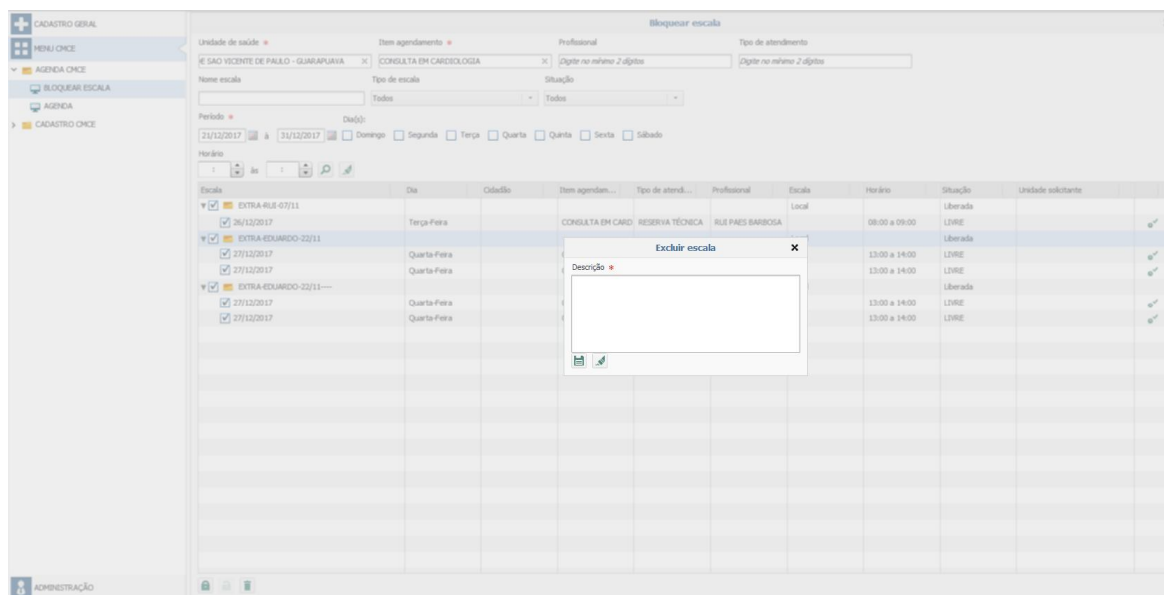 CADASTRO GERAL
MENU CMCE
AGENDA CMCE
BLOQUEAR ESCALA
AGENDA
CADASTRO CMCE
ADMINISTRAÇÃO
Bloquear escala
Unidade de saúde * Item agendamento * Profissional Tipo de atendimento
SAO VICENTE DE PAULO - GUARAPUAVA × CONSULTA EM CARDIOLOGIA × Digite no mínimo 2 dígitos Digite no mínimo 2 dígitos
Nome escala Tipo de escala Situação
Todos Todos
Período * Dia(s):
21/12/2017 à 31/12/2017 Domingo Segunda Terça Quarta Quinta Sexta Sábado
Horário
: às :
Escala Dia Cidadão Item agendam... Tipo de atendi... Profissional Escala Horário Situação Unidade solicitante
EXTRA-RUI-07/11 Local Liberada
26/12/2017 Terça-Feira CONSULTA EM CARD RESERVA TÉCNICA RUI PAES BARBOSA 08:00 a 09:00 LIVRE
EXTRA-EDUARDO-22/11 Liberada
27/12/2017 Quarta-Feira 13:00 a 14:00 LIVRE
27/12/2017 Quarta-Feira 13:00 a 14:00 LIVRE
EXTRA-EDUARDO-22/11---- Liberada
27/12/2017 Quarta-Feira 13:00 a 14:00 LIVRE
27/12/2017 Quarta-Feira 13:00 a 14:00 LIVRE
Excluir escala ×
Descrição *